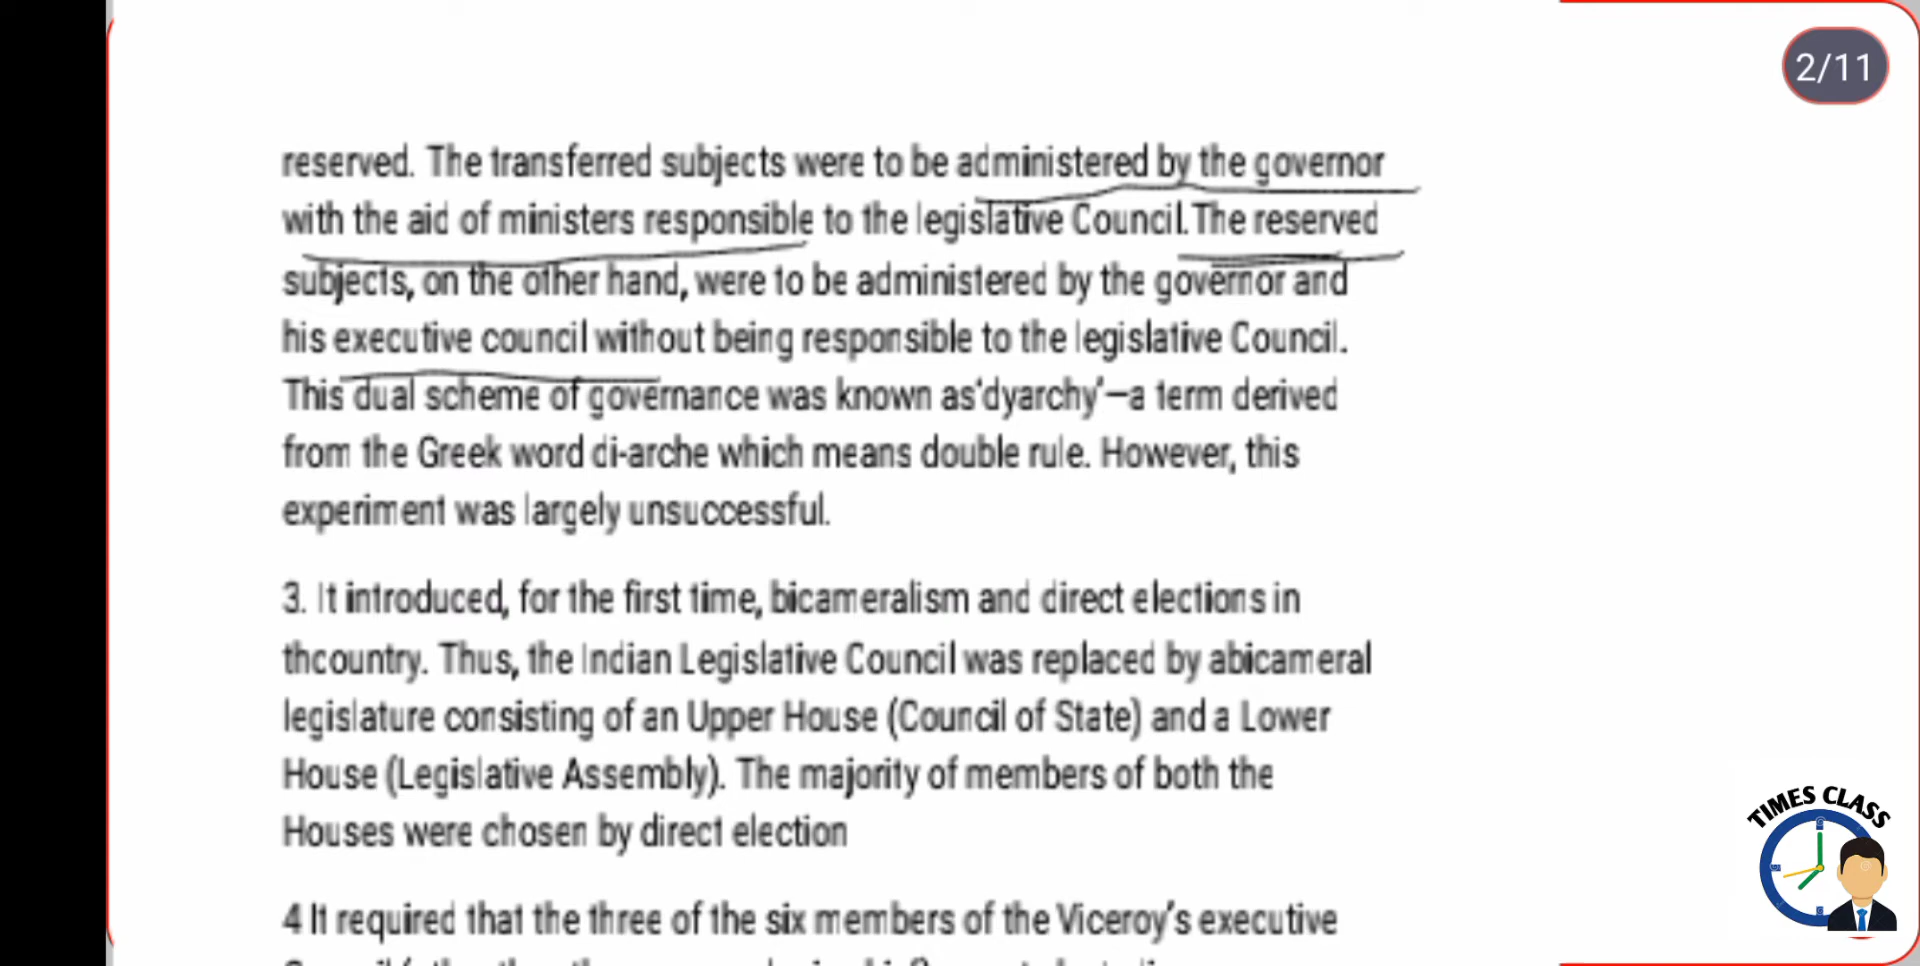 2/11
reserved. The transferred subjects were to be administered by the governor
with the aid of ministers responsible to the legislative Council.The reserved
subjects, on the other hand, were to be administered by the governor and
his executive council without being responsible to the legislative Council.
This dual scheme of governance was known as‘dyarchy’—a term derived
from the Greek word di-arche which means double rule. However, this
experiment was largely unsuccessful.
3. It introduced, for the first time, bicameralism and direct elections in
thcountry. Thus, the Indian Legislative Council was replaced by abicameral
legislature consisting of an Upper House (Council of State) and a Lower
House (Legislative Assembly). The majority of members of both the
Houses were chosen by direct election
4 It required that the three of the six members of the Viceroy’s executive
TIMES CLASS